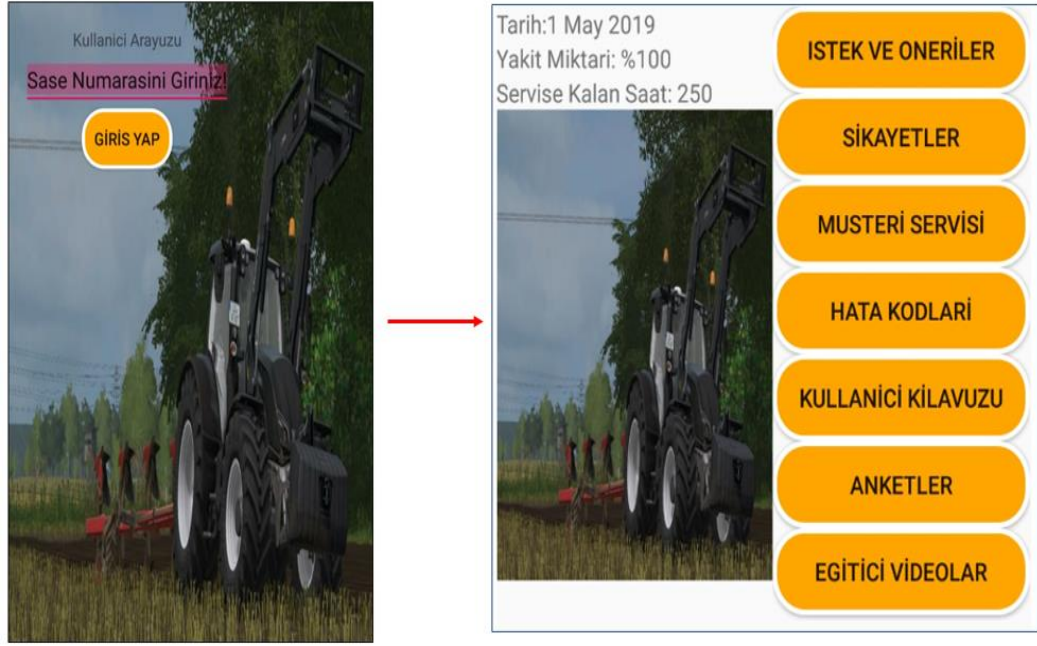 Kullanici Arayuzu
Sase Numarasini Giriniz!
GİRİS YAP
Tarih:1 May 2019
Yakit Miktari: %100
Servise Kalan Saat: 250
ISTEK VE ONERİLER
SİKAYETLER
MUSTERİ SERVİSİ
HATA KODLARİ
KULLANİCİ KİLAVUZU
ANKETLER
EGİTİCİ VİDEOLAR